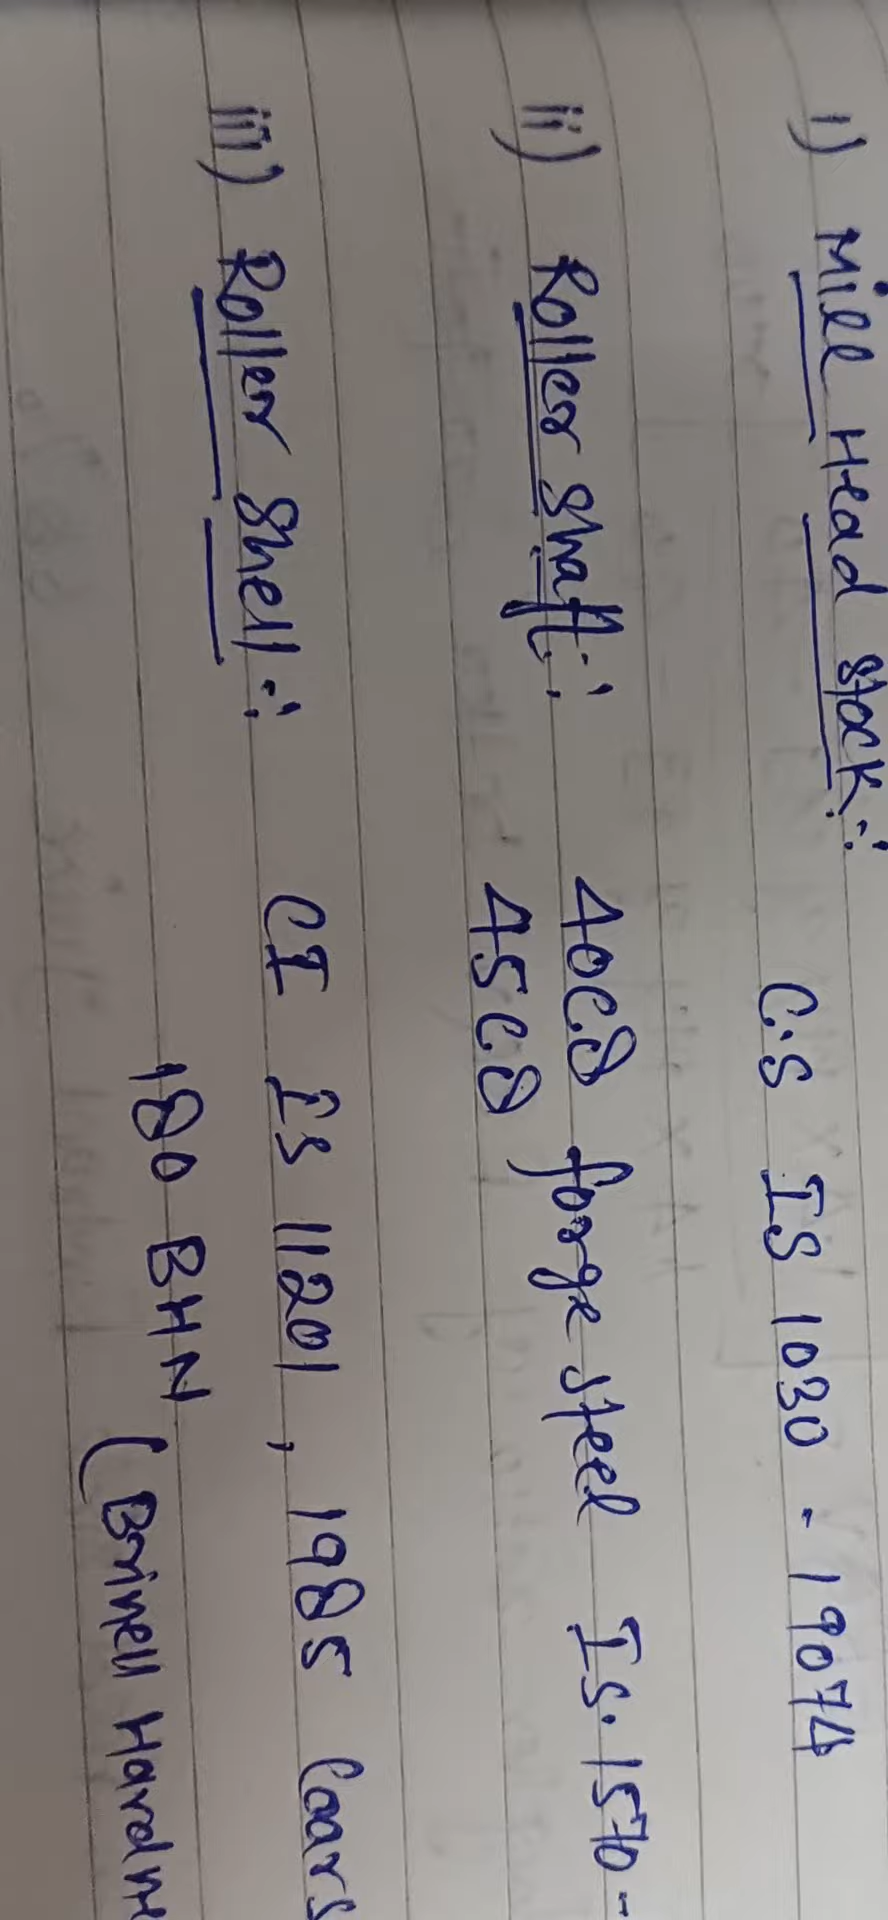 i) Mill Head stock:- C.S IS 1030 - 19074
ii) Roller shaft:- 40C8 forge steel IS. 1570-
45C8
iii) Roller Shell:- CI IS 11201, 1985 Coars
180 BHN (Brinell Hardne